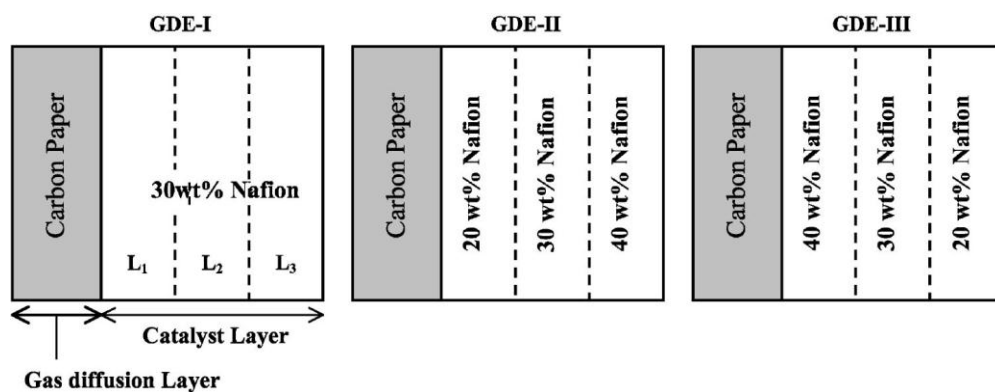 GDE-I
GDE-II
GDE-III
Carbon Paper
30wt% Nafion
L₁
L₂
L₃
Carbon Paper
20 wt% Nafion
30 wt% Nafion
40 wt% Nafion
Carbon Paper
40 wt% Nafion
30 wt% Nafion
20 wt% Nafion
Catalyst Layer
Gas diffusion Layer